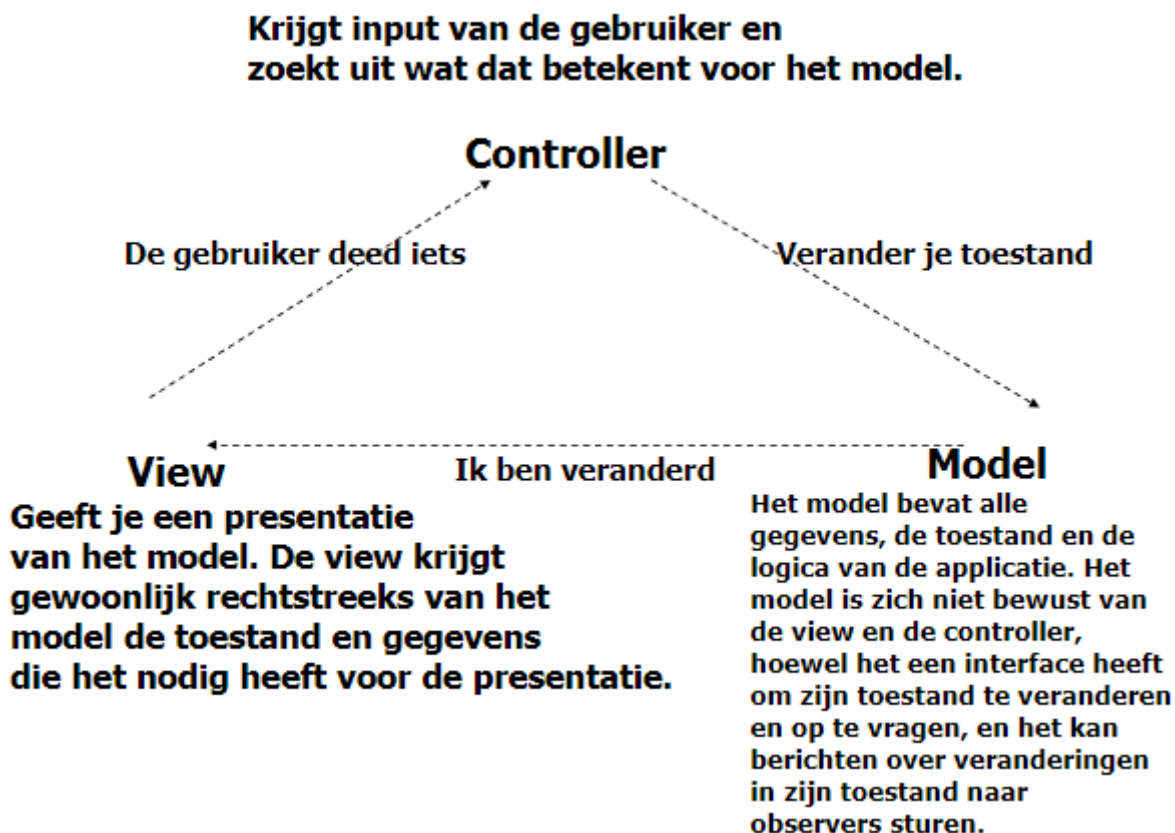 Krijgt input van de gebruiker en
zoekt uit wat dat betekent voor het model.
Controller
De gebruiker deed iets
Verander je toestand
Ik ben veranderd
View
Geeft je een presentatie
van het model. De view krijgt
gewoonlijk rechtstreeks van het
model de toestand en gegevens
die het nodig heeft voor de presentatie.
Model
Het model bevat alle
gegevens, de toestand en de
logica van de applicatie. Het
model is zich niet bewust van
de view en de controller,
hoewel het een interface heeft
om zijn toestand te veranderen
en op te vragen, en het kan
berichten over veranderingen
in zijn toestand naar
observers sturen.